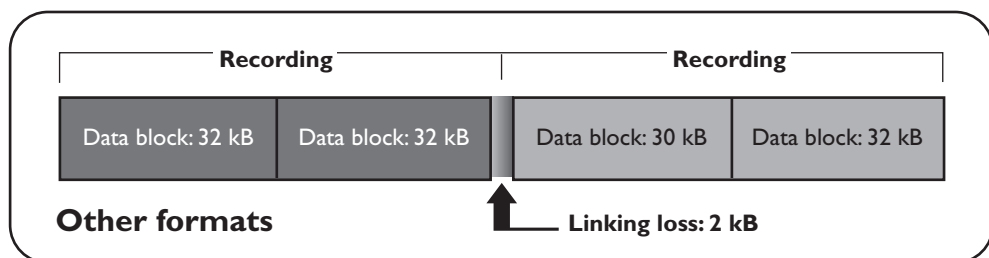 Recording Recording
Data block: 32 kB Data block: 32 kB Data block: 30 kB Data block: 32 kB
Other formats Linking loss: 2 kB